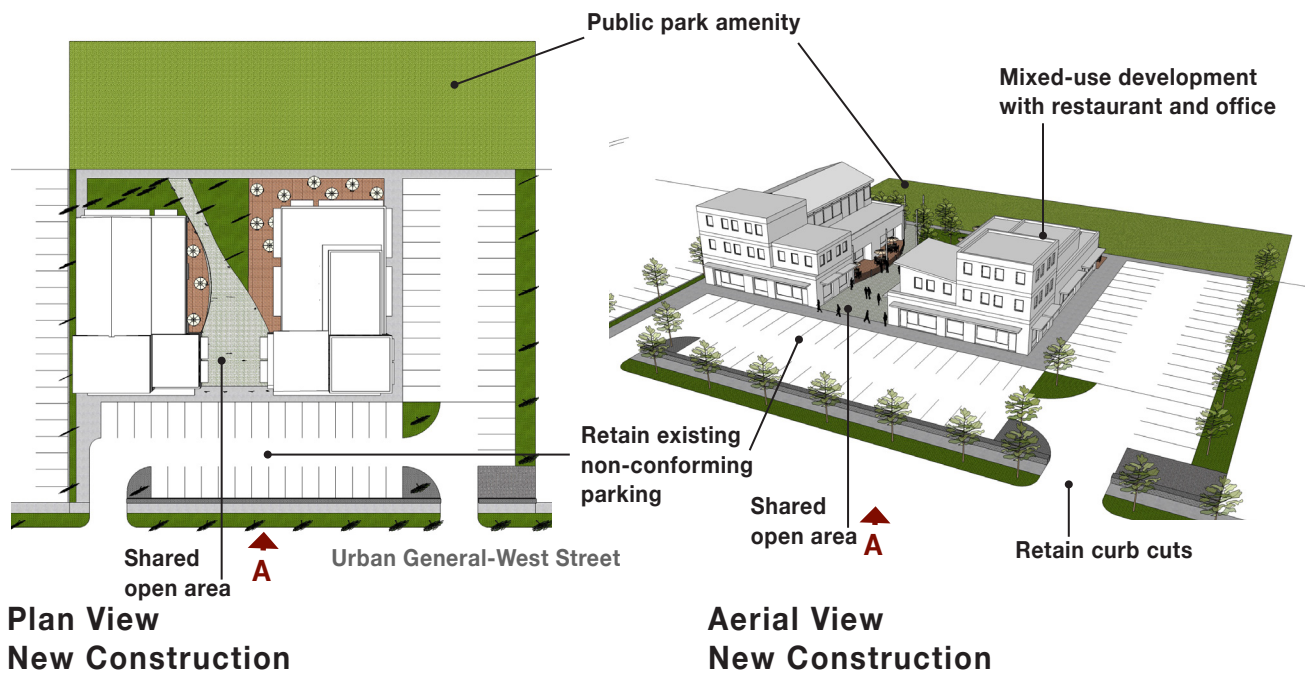 Public park amenity
Mixed-use development
with restaurant and office
Retain existing
non-conforming
parking
Shared
open area
A
Urban General-West Street
Shared
open area
A
Retain curb cuts
Plan View
New Construction
Aerial View
New Construction